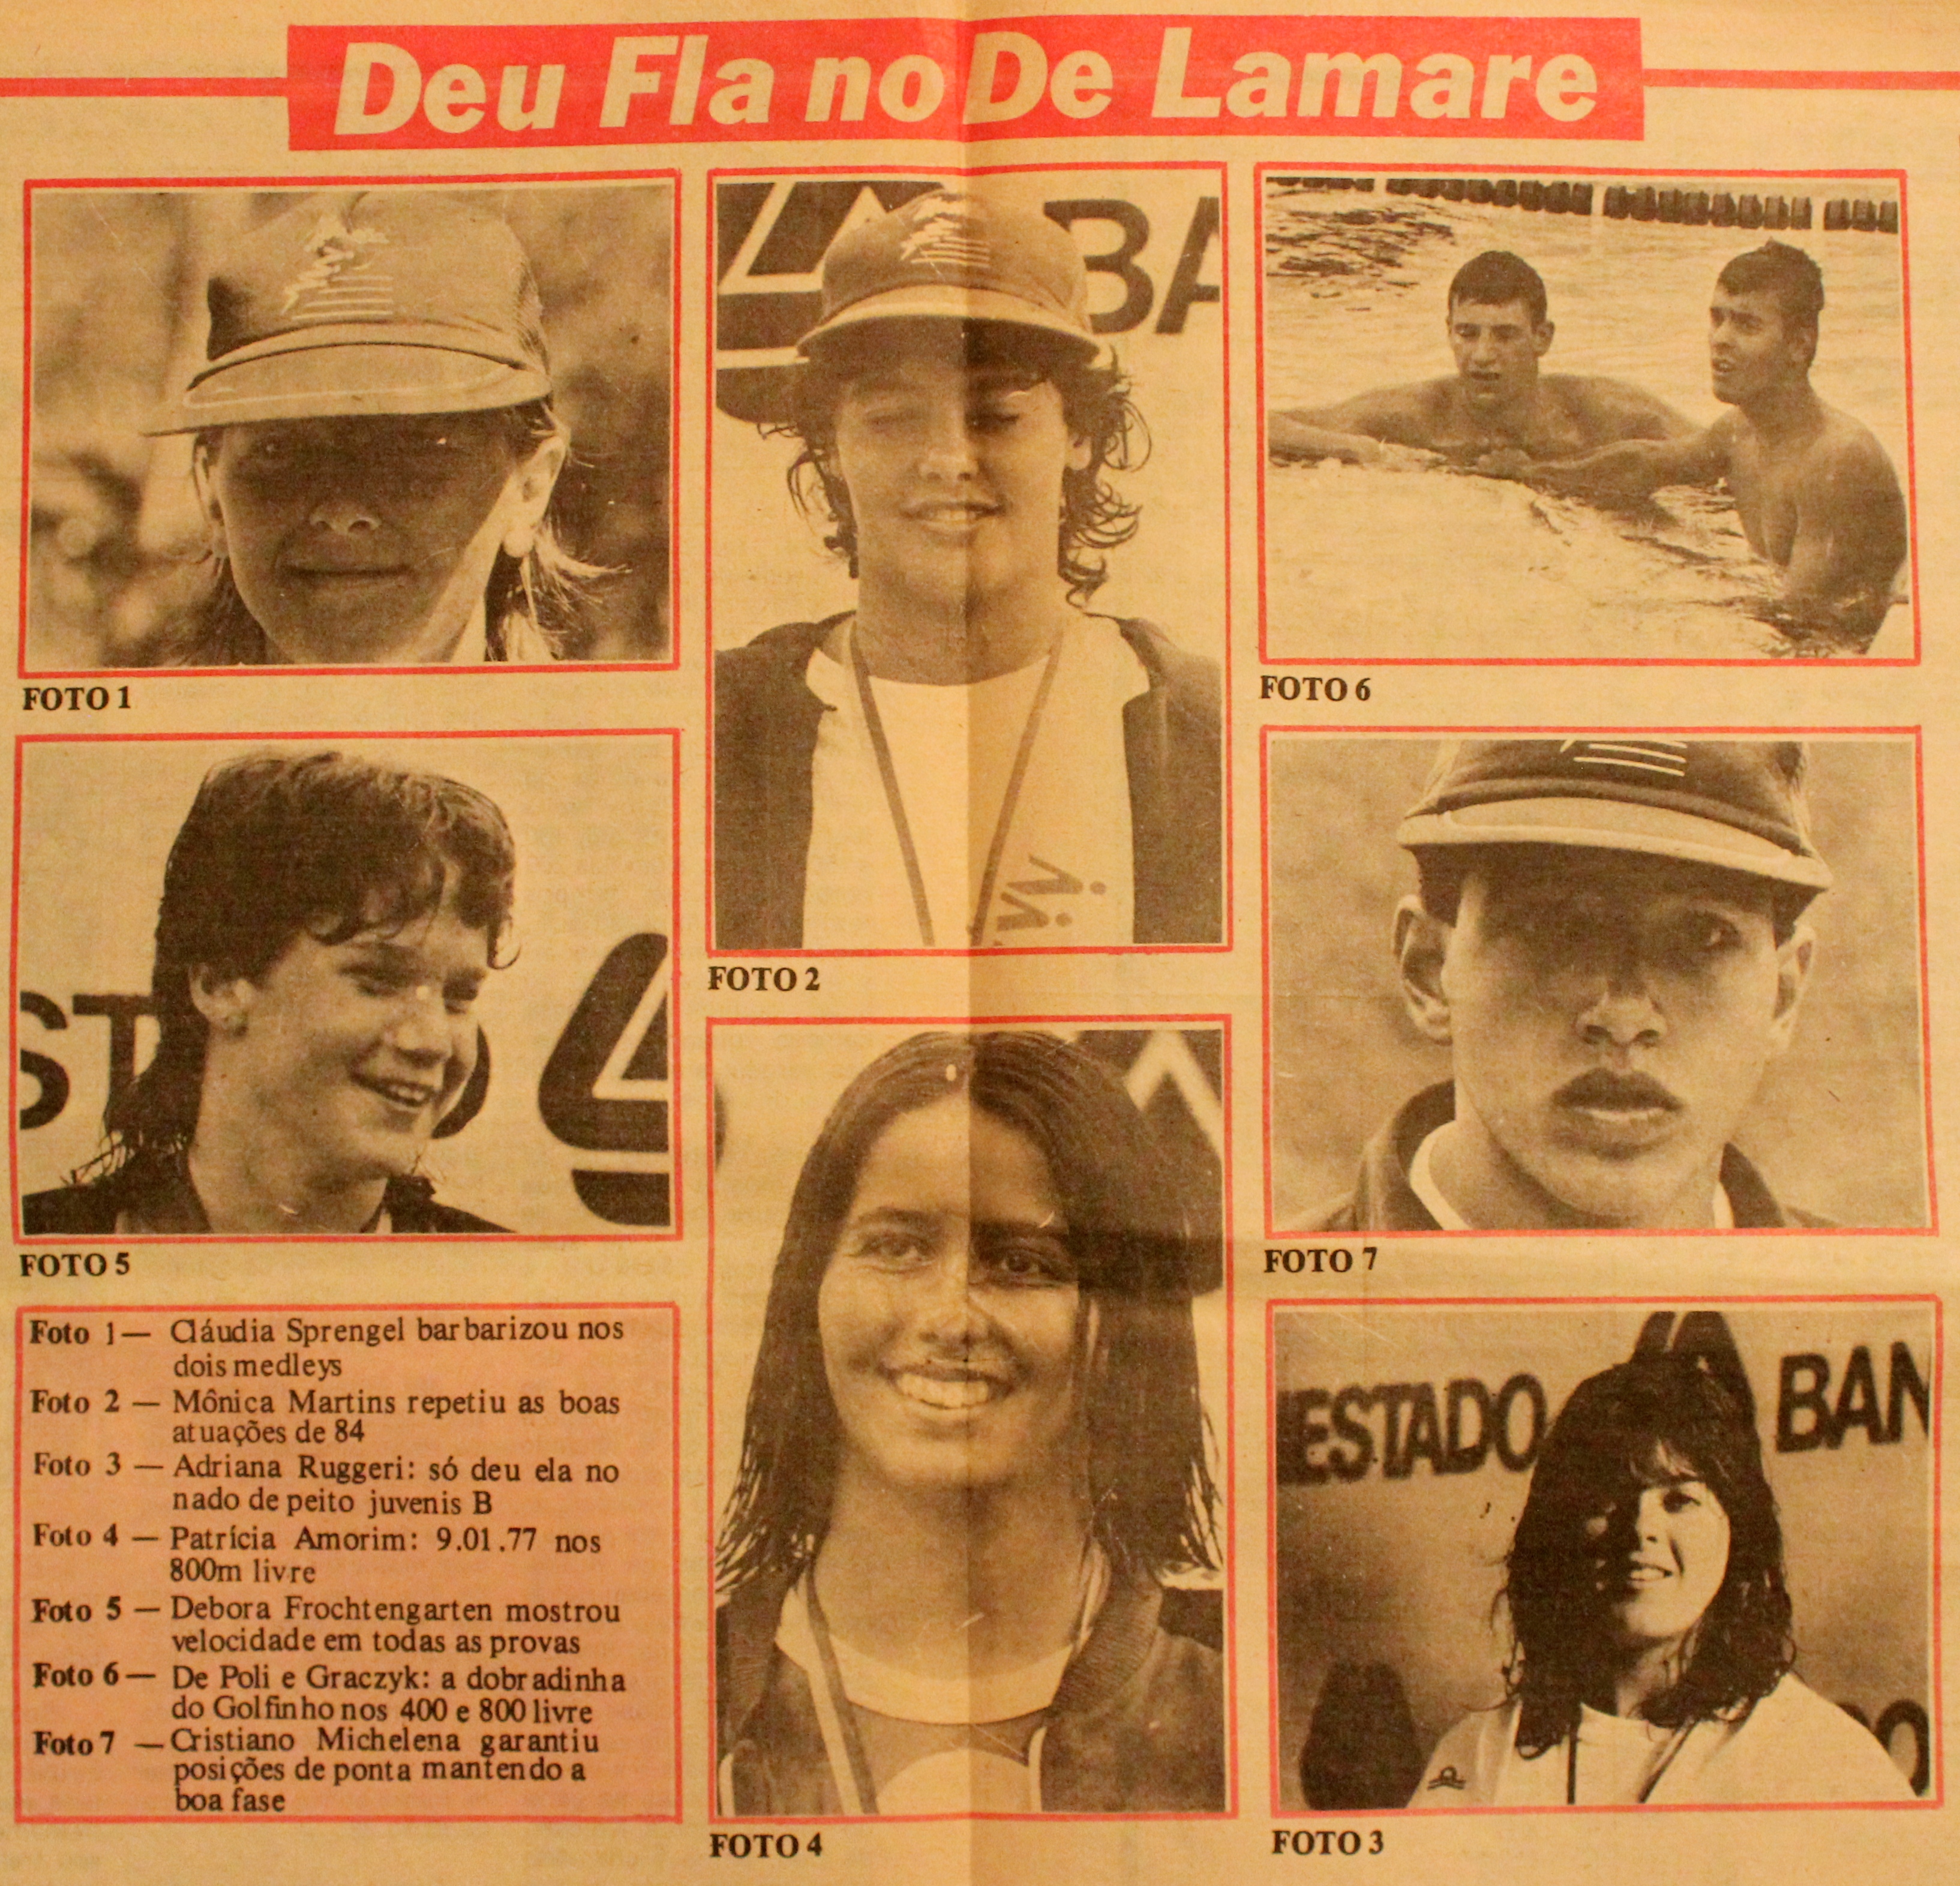 Deu Fla no De Lamare
BA
FOTO 1
FOTO 6
FOTO 2
FOTO 5
FOTO 7
ESTADO
BAN
Foto 1 — Cláudia Sprengel barbarizou nos
dois medleys
Foto 2 — Mônica Martins repetiu as boas
atuações de 84
Foto 3 — Adriana Ruggeri: só deu ela no
nado de peito juvenis B
Foto 4 — Patrícia Amorim: 9.01.77 nos
800m livre
Foto 5 — Debora Frochtengarten mostrou
velocidade em todas as provas
Foto 6 — De Poli e Graczyk: a dobradinha
do Golfinho nos 400 e 800 livre
Foto 7 — Cristiano Michelena garantiu
posições de ponta mantendo a
boa fase
FOTO 4
FOTO 3